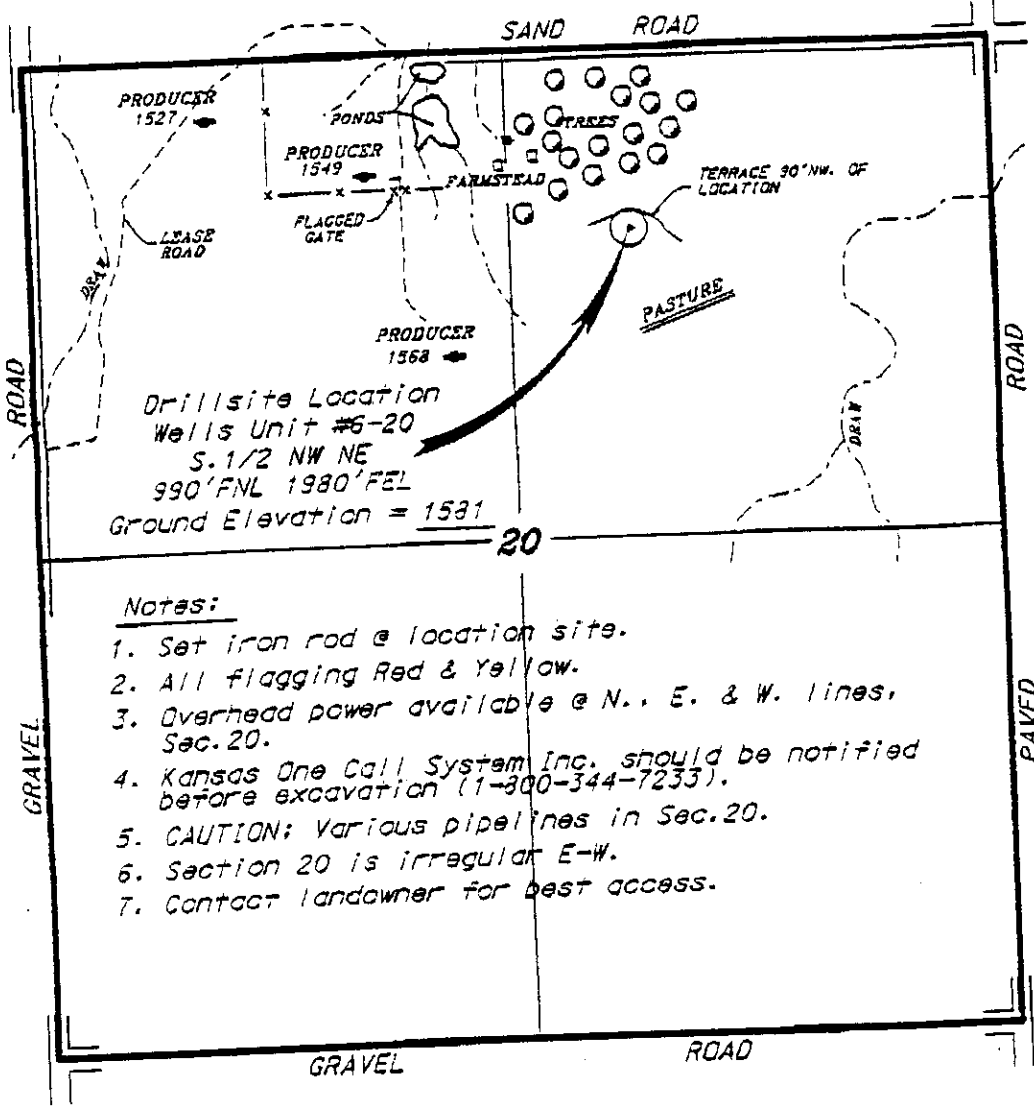 SAND ROAD
PRODUCER
1527
PONDS
TREES
PRODUCER
1549
FARMSTEAD
TERRACE 90' NW. OF
LOCATION
FLAGGED
GATE
LEASE
ROAD
DRAW
PASTURE
PRODUCER
1568
ROAD
ROAD
DRAW
Drillsite Location
Wells Unit #6-20
S.1/2 NW NE
990'FNL 1980'FEL
Ground Elevation = 1581
20
Notes:
1. Set iron rod @ location site.
2. All flagging Red & Yellow.
3. Overhead power available @ N., E. & W. lines,
Sec.20.
4. Kansas One Call System Inc. should be notified
before excavation (1-800-344-7233).
5. CAUTION: Various pipelines in Sec.20.
6. Section 20 is irregular E-W.
7. Contact landowner for best access.
GRAVEL
PAVED
GRAVEL ROAD